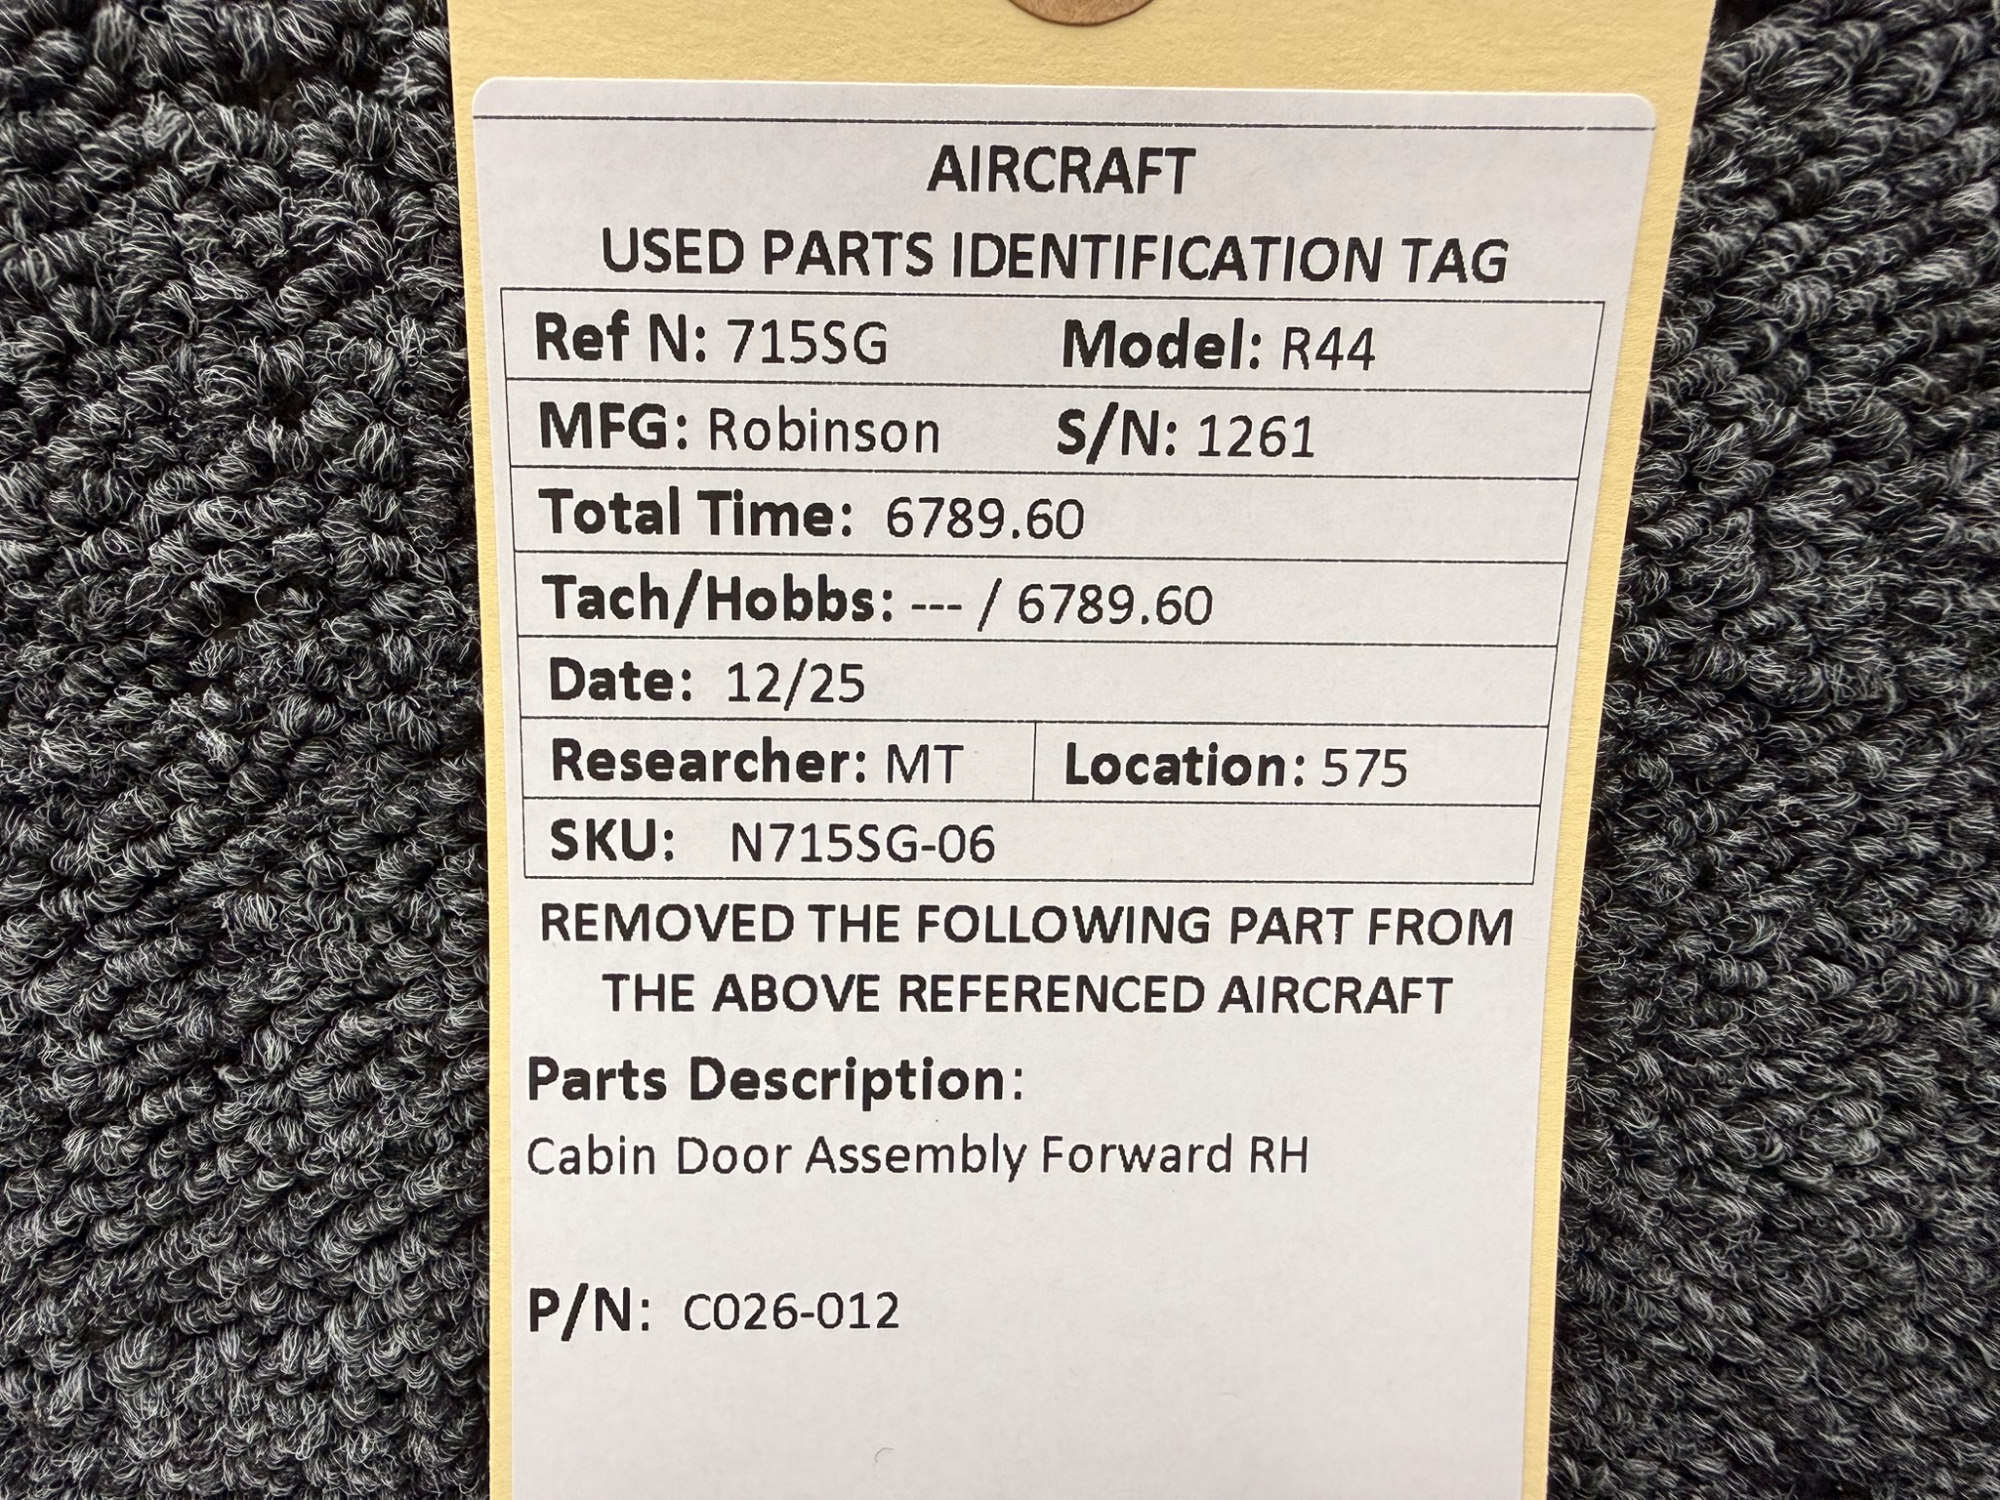 AIRCRAFT
USED PARTS IDENTIFICATION TAG
Ref N: 715SG Model: R44
MFG: Robinson S/N: 1261
Total Time: 6789.60
Tach/Hobbs: --- / 6789.60
Date: 12/25
Researcher: MT Location: 575
SKU: N715SG-06
REMOVED THE FOLLOWING PART FROM
THE ABOVE REFERENCED AIRCRAFT
Parts Description:
Cabin Door Assembly Forward RH
P/N: C026-012